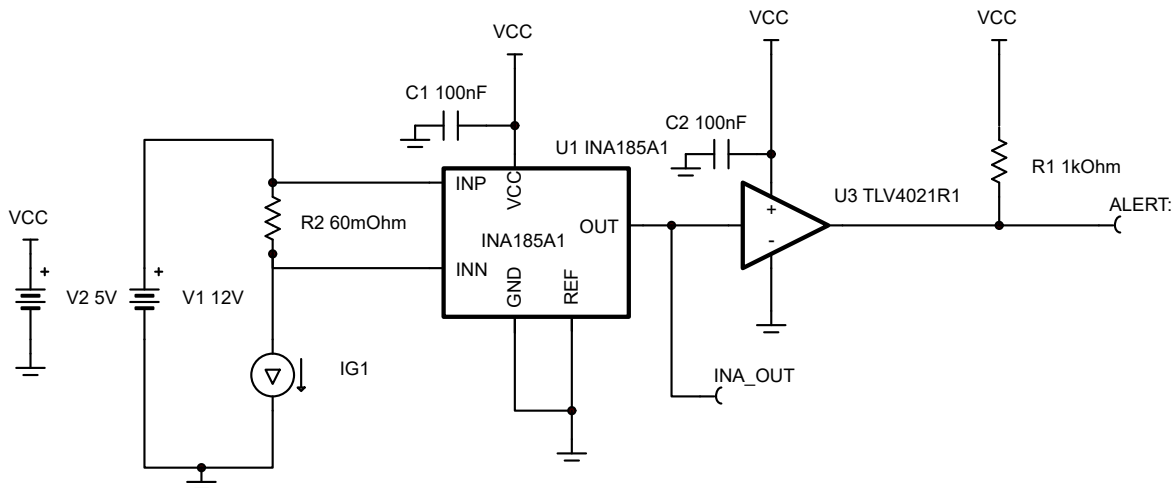 VCC
VCC
VCC
C1 100nF
C2 100nF
U1 INA185A1
R1 1kOhm
INP
VCC
U3 TLV4021R1
ALERT:
VCC
R2 60mOhm
OUT
+
-
INA185A1
+
+
INN
V2 5V
V1 12V
GND
REF
IG1
INA_OUT